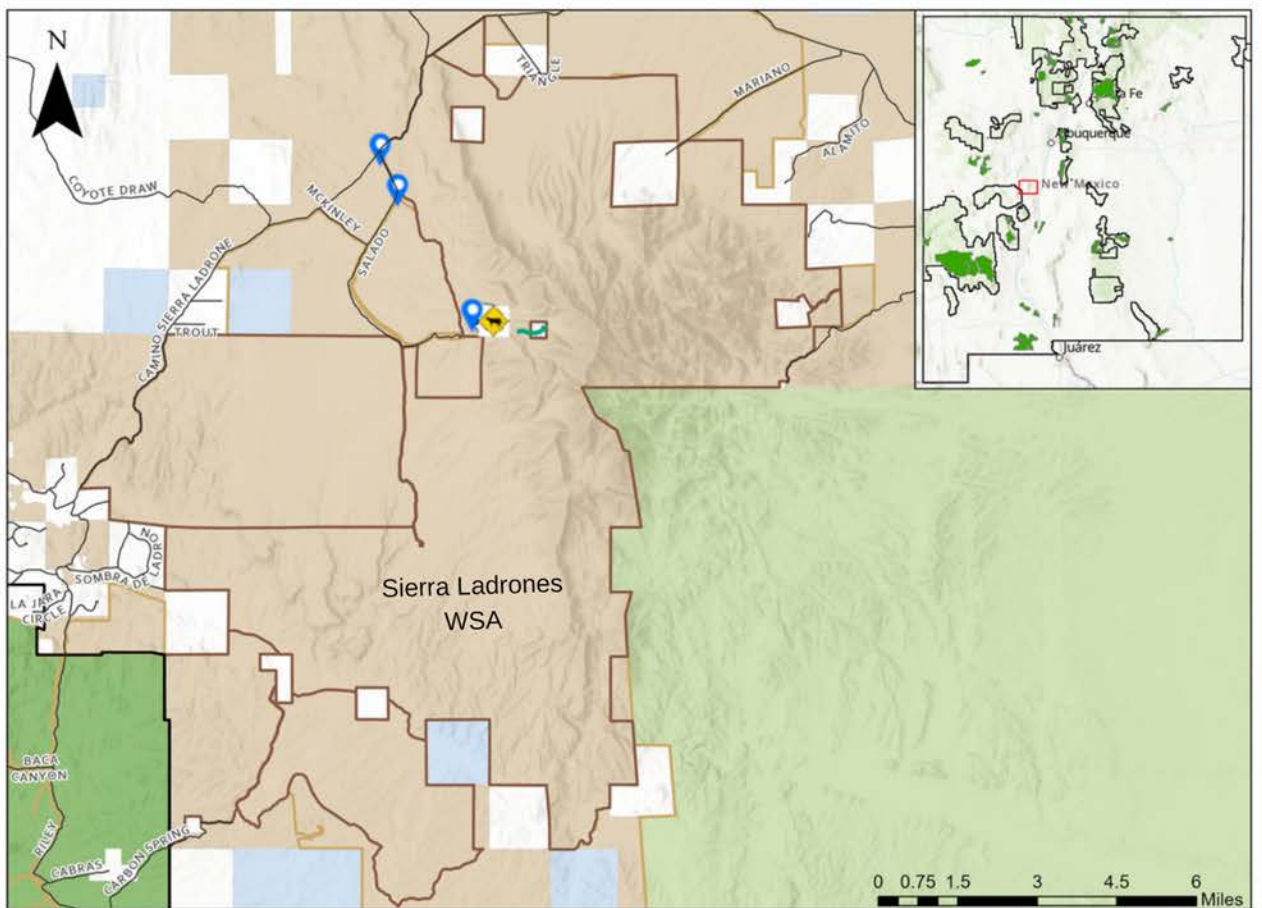 N
TRIANGLE
MARIANO
ALAMITO
COYOTE DRAW
MCKINLEY
SALADO
CAMINO SIERRA LADRONE
TROUT
Sierra Ladrones
WSA
NO
LADR
SOMBRA DE
LA JARA
CIRCLE
BACA
CANYON
RILEY
CABRAS
CARBON SPRING
ta Fe
lbuquerque
New Mexico
Juárez
0 0.75 1.5 3 4.5 6
Miles